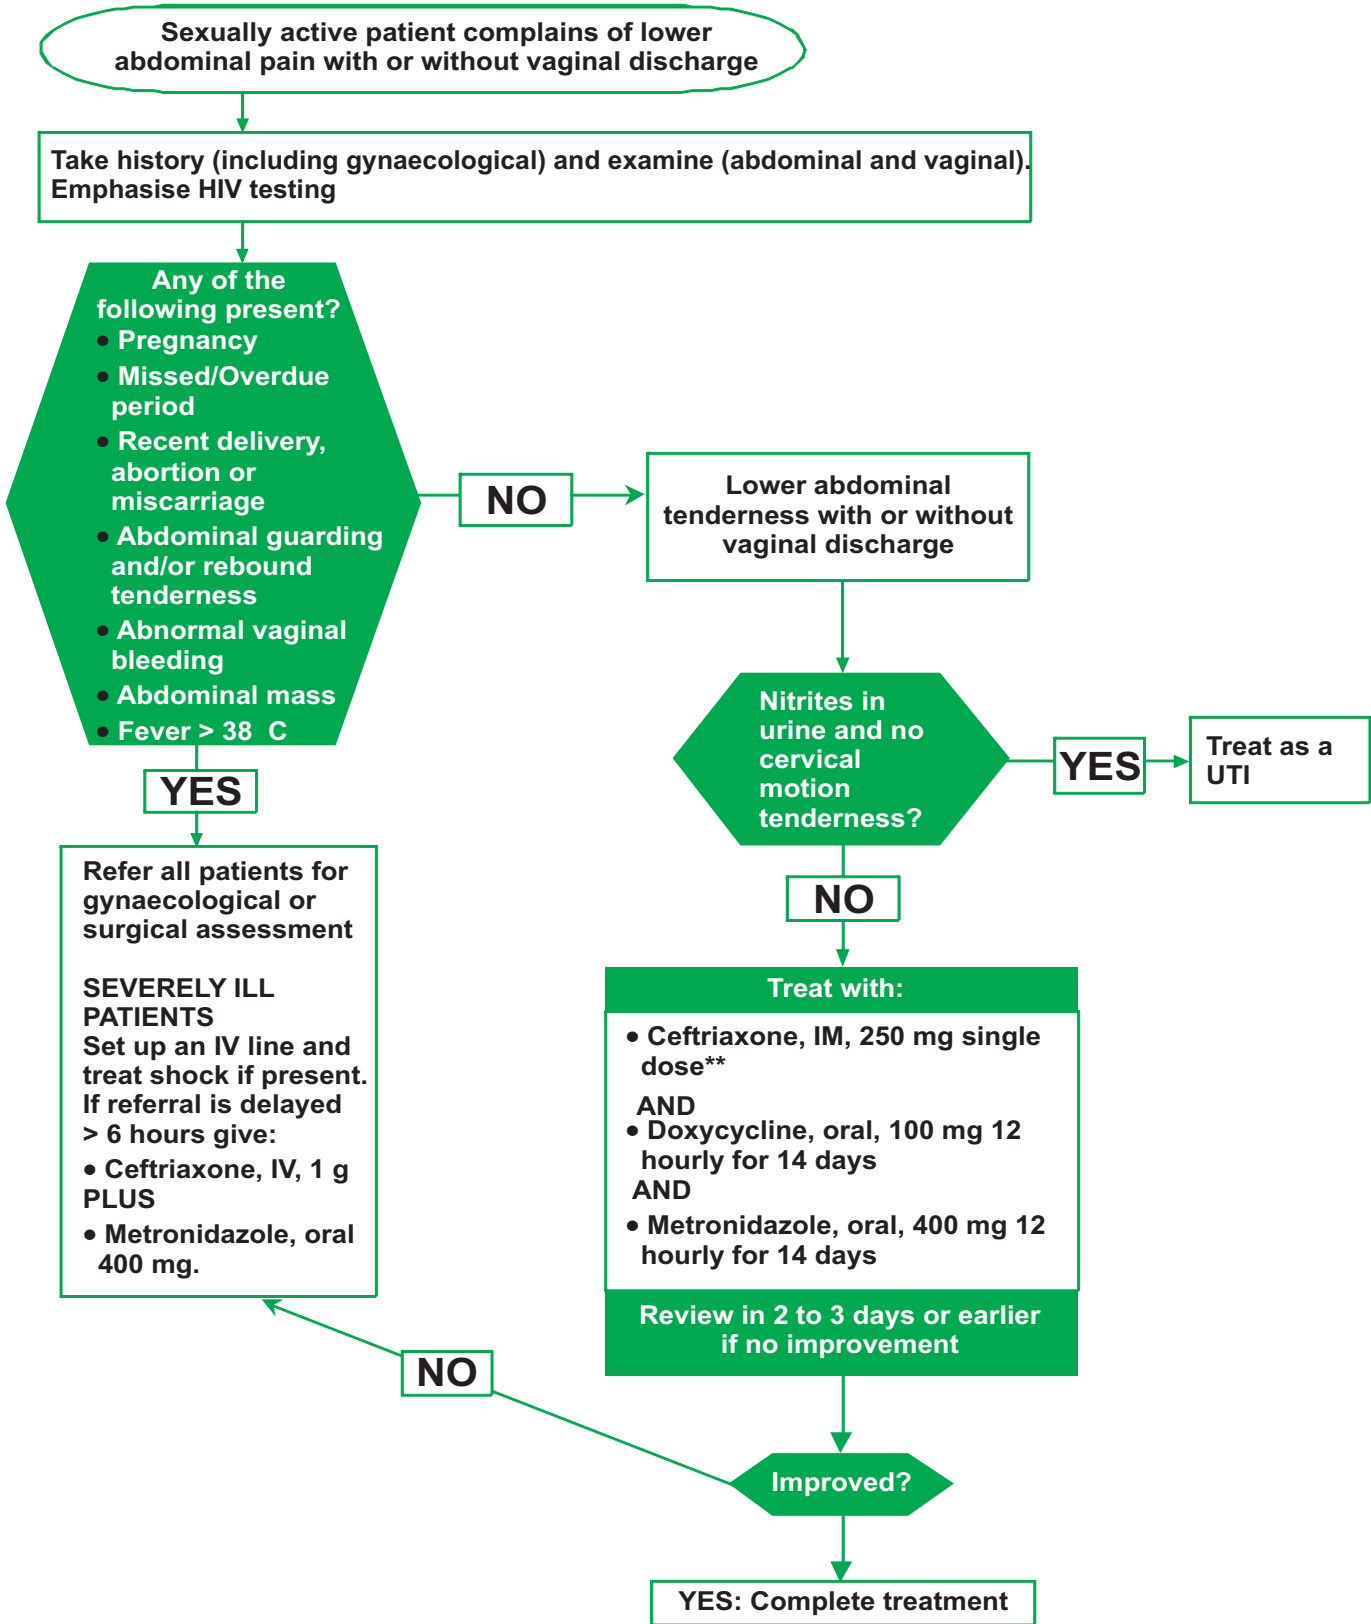 Sexually active patient complains of lower
abdominal pain with or without vaginal discharge
Take history (including gynaecological) and examine (abdominal and vaginal).
Emphasise HIV testing
Any of the
following present?
• Pregnancy
• Missed/Overdue
period
• Recent delivery,
abortion or
miscarriage
• Abdominal guarding
and/or rebound
tenderness
• Abnormal vaginal
bleeding
• Abdominal mass
• Fever > 38 C
NO
Lower abdominal
tenderness with or without
vaginal discharge
Nitrites in
urine and no
cervical
motion
tenderness?
YES
Treat as a
UTI
YES
Refer all patients for
gynaecological or
surgical assessment
SEVERELY ILL
PATIENTS
Set up an IV line and
treat shock if present.
If referral is delayed
> 6 hours give:
• Ceftriaxone, IV, 1 g
PLUS
• Metronidazole, oral
400 mg.
NO
Treat with:
• Ceftriaxone, IM, 250 mg single
dose**
AND
• Doxycycline, oral, 100 mg 12
hourly for 14 days
AND
• Metronidazole, oral, 400 mg 12
hourly for 14 days
Review in 2 to 3 days or earlier
if no improvement
NO
Improved?
YES: Complete treatment